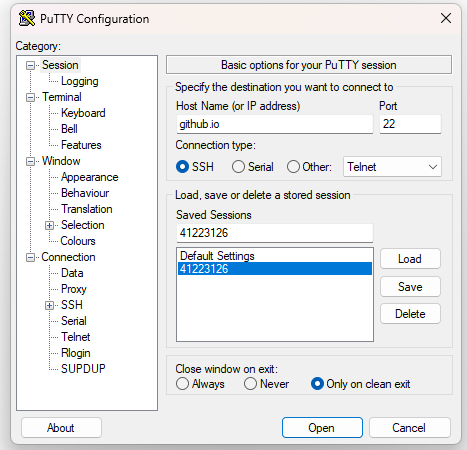 PuTTY Configuration
Category:
Session
Logging
Terminal
Keyboard
Bell
Features
Window
Appearance
Behaviour
Translation
Selection
Colours
Connection
Data
Proxy
SSH
Serial
Telnet
Rlogin
SUPDUP
Basic options for your PuTTY session
Specify the destination you want to connect to
Host Name (or IP address) Port
github.io 22
Connection type:
SSH Serial Other: Telnet
Load, save or delete a stored session
Saved Sessions
41223126
Default Settings
41223126
Load
Save
Delete
Close window on exit:
Always Never Only on clean exit
About Open Cancel